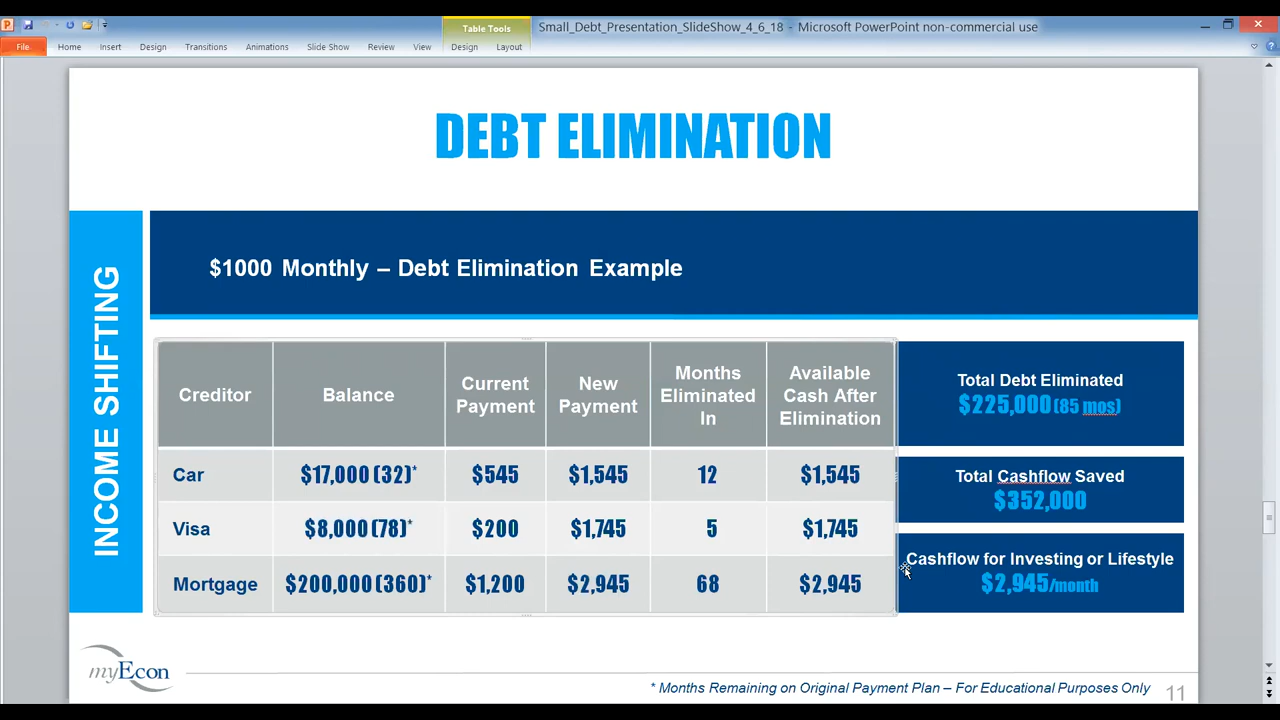 Small_Debt_Presentation_SlideShow_4_6_18 - Microsoft PowerPoint non-commercial use
Table Tools
File Home Insert Design Transitions Animations Slide Show Review View Design Layout
DEBT ELIMINATION
INCOME SHIFTING
$1000 Monthly – Debt Elimination Example
Creditor Balance Current Payment New Payment Months Eliminated In Available Cash After Elimination
Car $17,000 (32)* $545 $1,545 12 $1,545
Visa $8,000 (78)* $200 $1,745 5 $1,745
Mortgage $200,000 (360)* $1,200 $2,945 68 $2,945
Total Debt Eliminated
$225,000 (85 mos)
Total Cashflow Saved
$352,000
Cashflow for Investing or Lifestyle
$2,945/month
myEcon
* Months Remaining on Original Payment Plan – For Educational Purposes Only
11